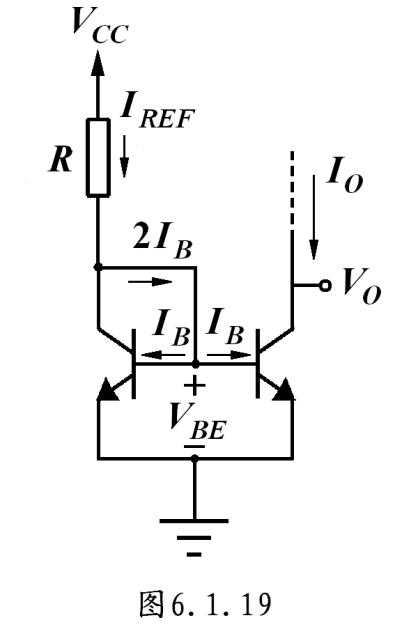 V_CC
I_REF
R
I_O
2I_B
V_O
I_B I_B
+
V_BE
−
图6.1.19